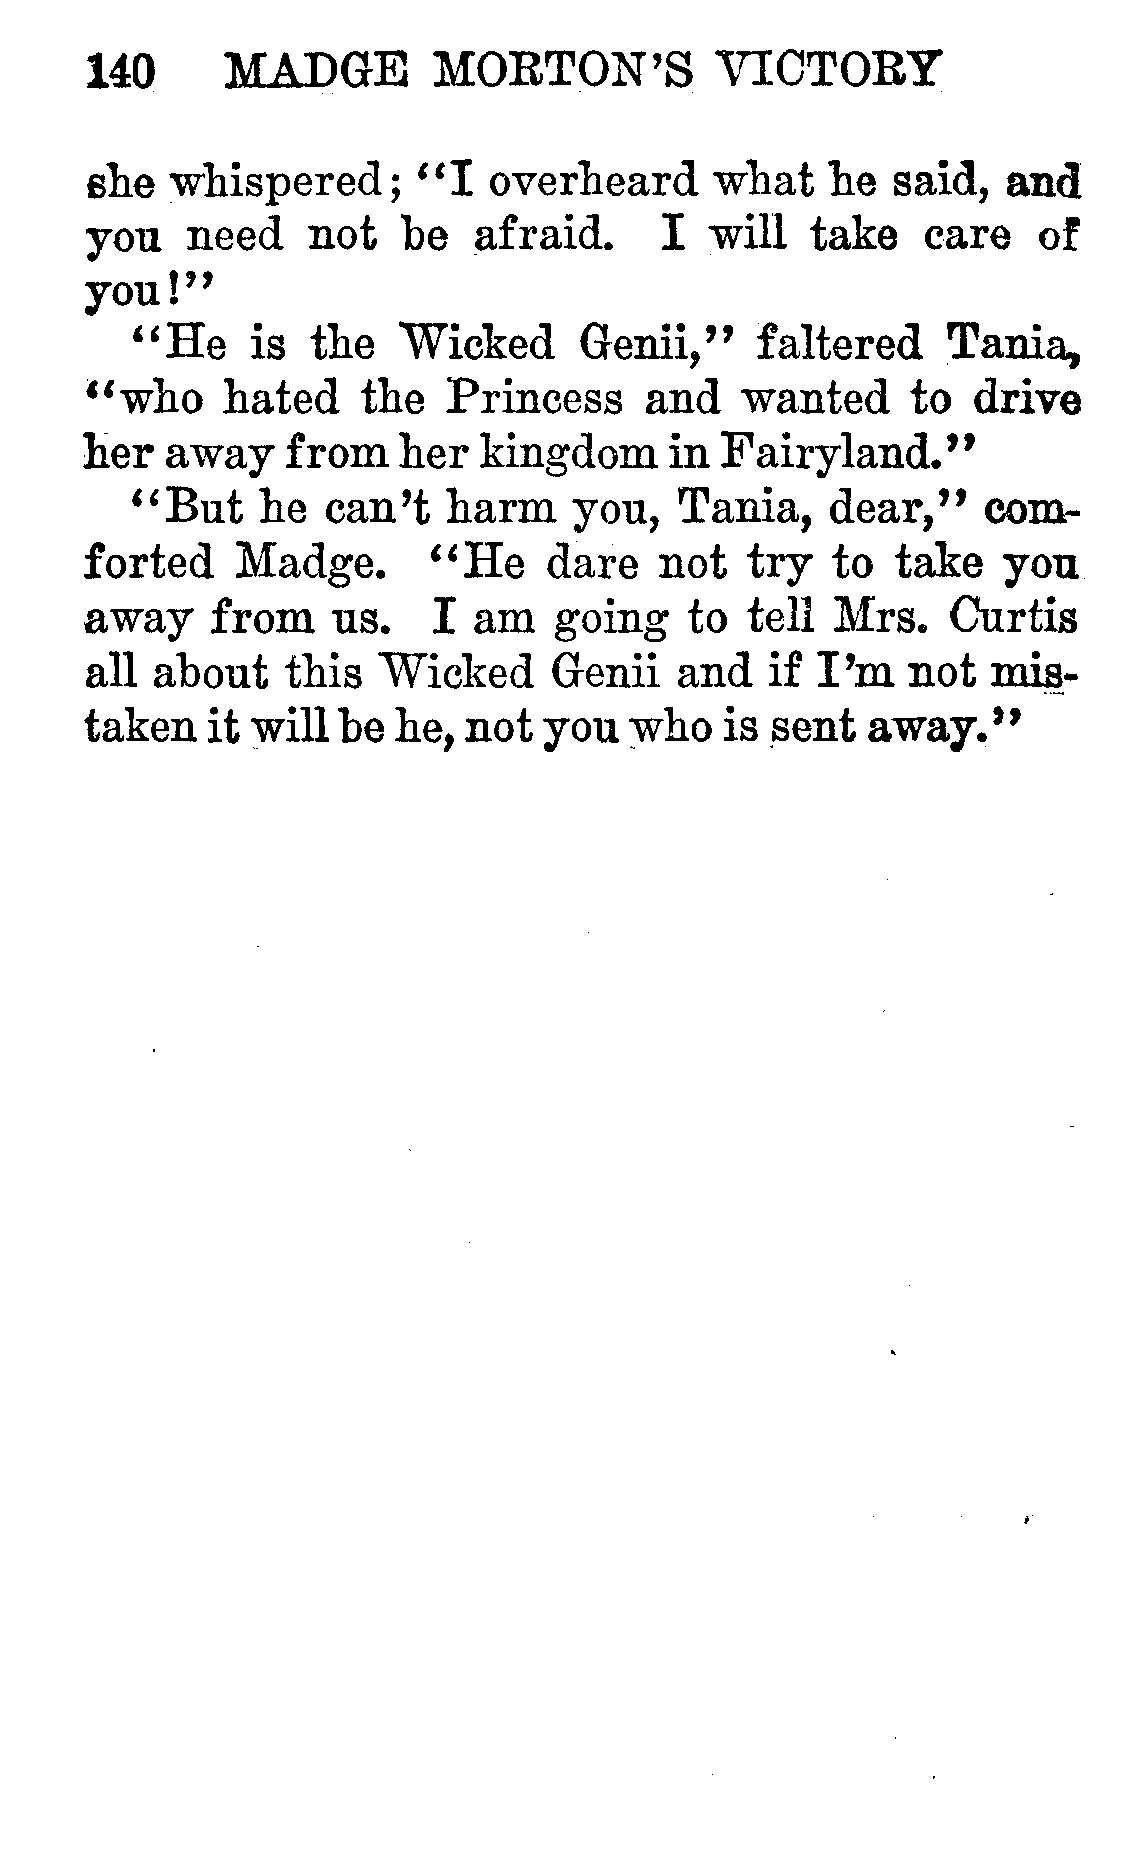 140 MADGE MORTON'S VICTORY
she whispered; "I overheard what he said, and
you need not be afraid. I will take care of
you!"
"He is the Wicked Genii," faltered Tania,
"who hated the Princess and wanted to drive
her away from her kingdom in Fairyland."
"But he can't harm you, Tania, dear," com-
forted Madge. "He dare not try to take you
away from us. I am going to tell Mrs. Curtis
all about this Wicked Genii and if I'm not mis-
taken it will be he, not you who is sent away."